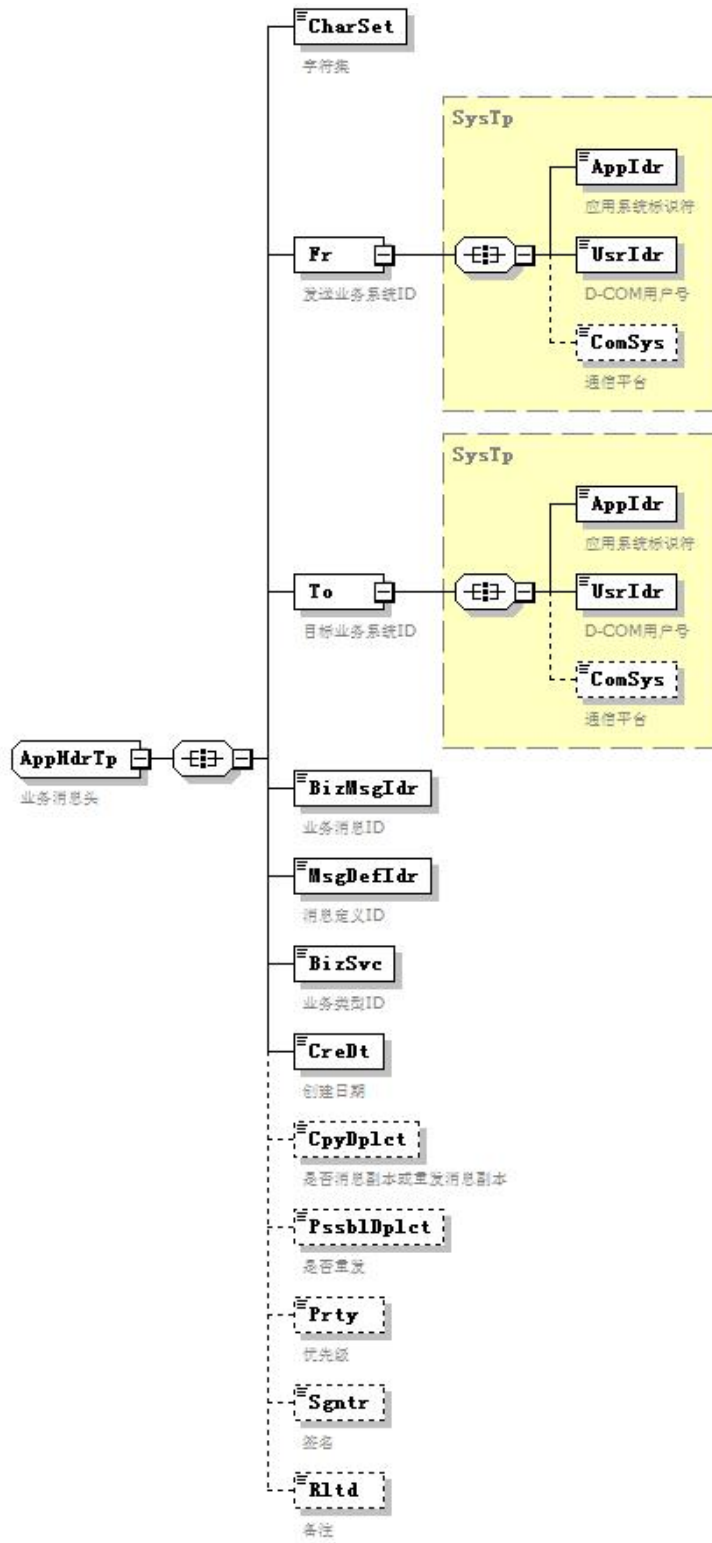 CharSet
字符集
SysTp
AppIdr
应用系统标识符
Fr
发送业务系统ID
UsrIdr
D-COM用户号
ComSys
通信平台
SysTp
AppIdr
应用系统标识符
To
目标业务系统ID
UsrIdr
D-COM用户号
ComSys
通信平台
AppHdrTp
业务消息头
BizMsgIdr
业务消息ID
MsgDefIdr
消息定义ID
BizSvc
业务类型ID
CreDt
创建日期
CpyDplct
是否消息副本或重发消息副本
PssblDplct
是否重发
Prty
优先级
Sgntr
签名
Rltd
备注